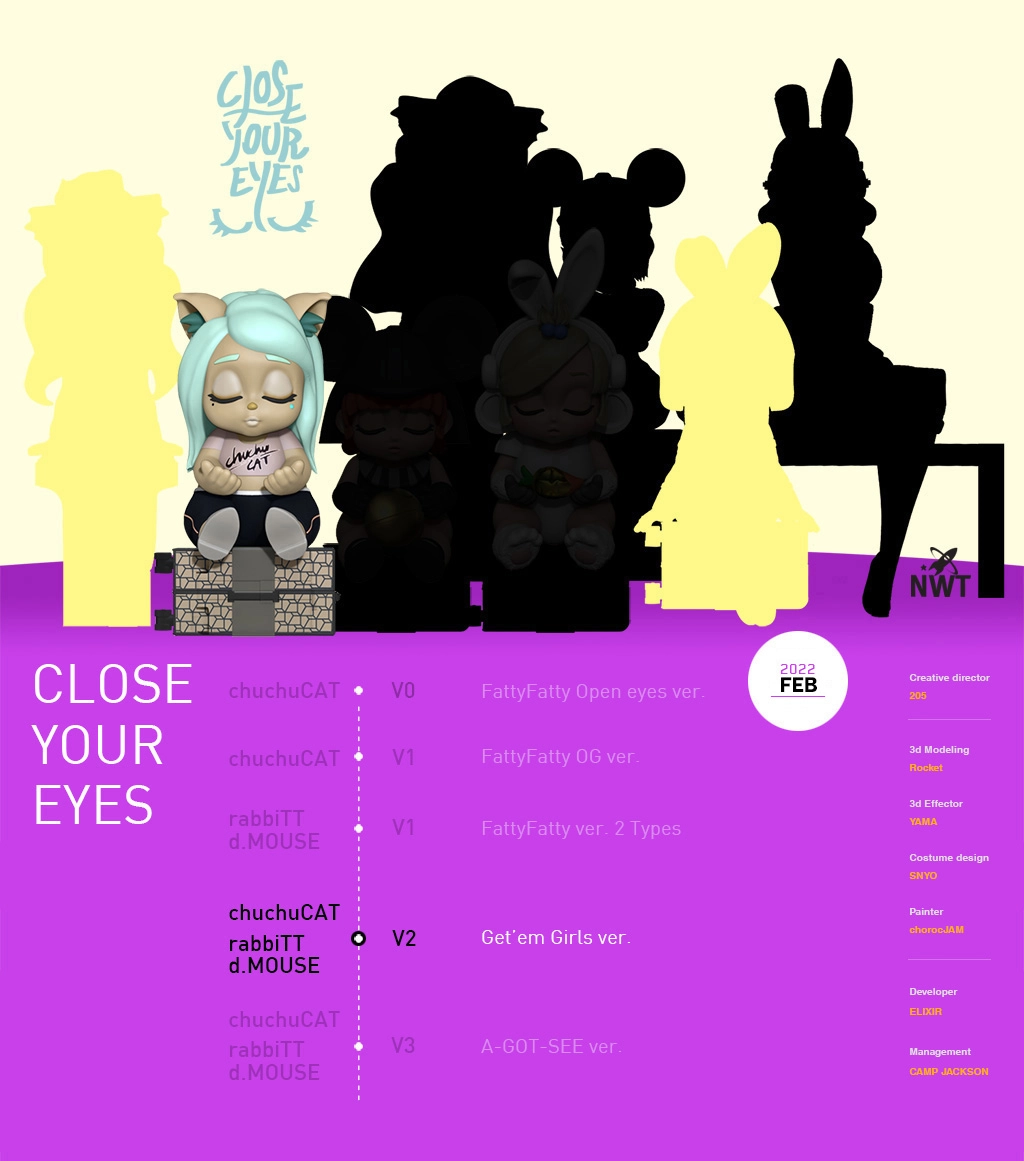 CLOSE
YOUR
EYES
chuchu
CAT
NWT
CLOSE
YOUR
EYES
chuchuCAT
V0
FattyFatty Open eyes ver.
chuchuCAT
V1
FattyFatty OG ver.
rabbiTT
d.MOUSE
V1
FattyFatty ver. 2 Types
chuchuCAT
rabbiTT
d.MOUSE
V2
Get'em Girls ver.
chuchuCAT
rabbiTT
d.MOUSE
V3
A-GOT-SEE ver.
2022
FEB
Creative director
205
3d Modeling
Rocket
3d Effector
YAMA
Costume design
SNYO
Painter
chorocJAM
Developer
ELIXIR
Management
CAMP JACKSON